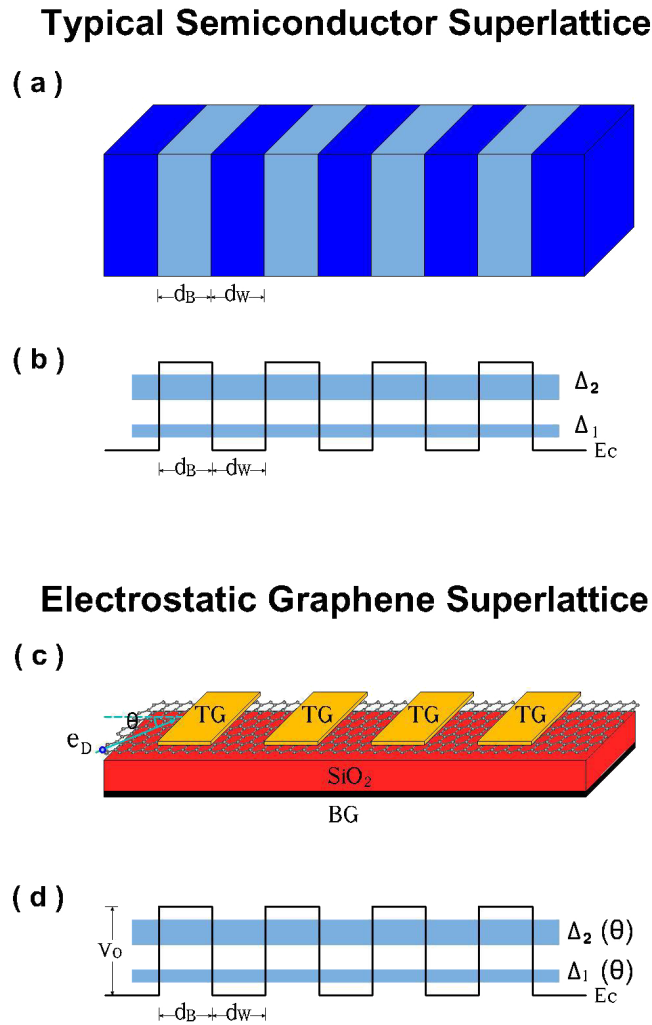 Typical Semiconductor Superlattice
( a )
dB dW
( b )
Δ2
Δ1
Ec
dB dW
Electrostatic Graphene Superlattice
( c )
TG TG TG TG
θ
eD
SiO2
BG
( d )
Vo
Δ2 (θ)
Δ1 (θ)
Ec
dB dW